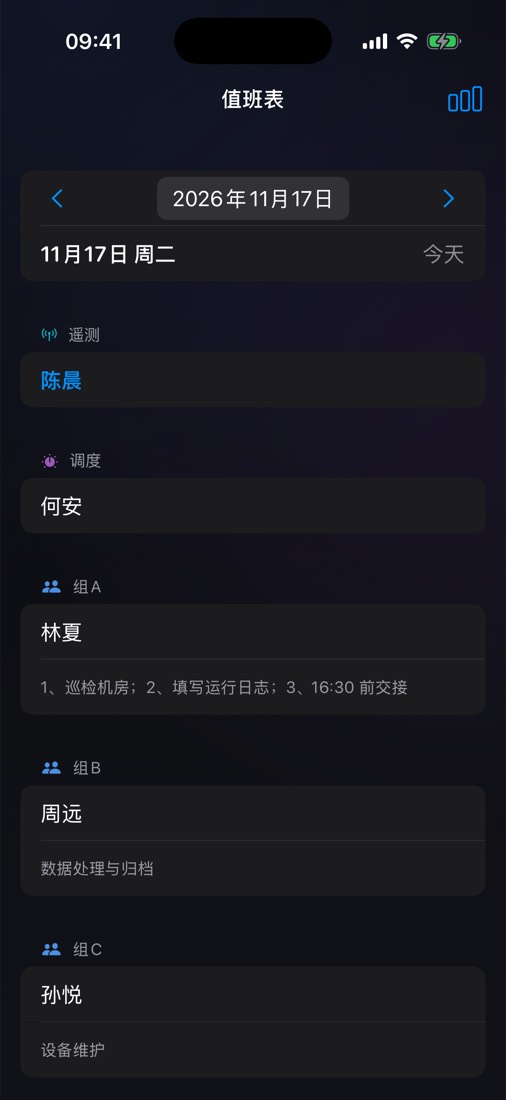 09:41
值班表
2026年11月17日
11月17日 周二
今天
遥测
陈晨
调度
何安
组A
林夏
1、巡检机房；2、填写运行日志；3、16:30 前交接
组B
周远
数据处理与归档
组C
孙悦
设备维护